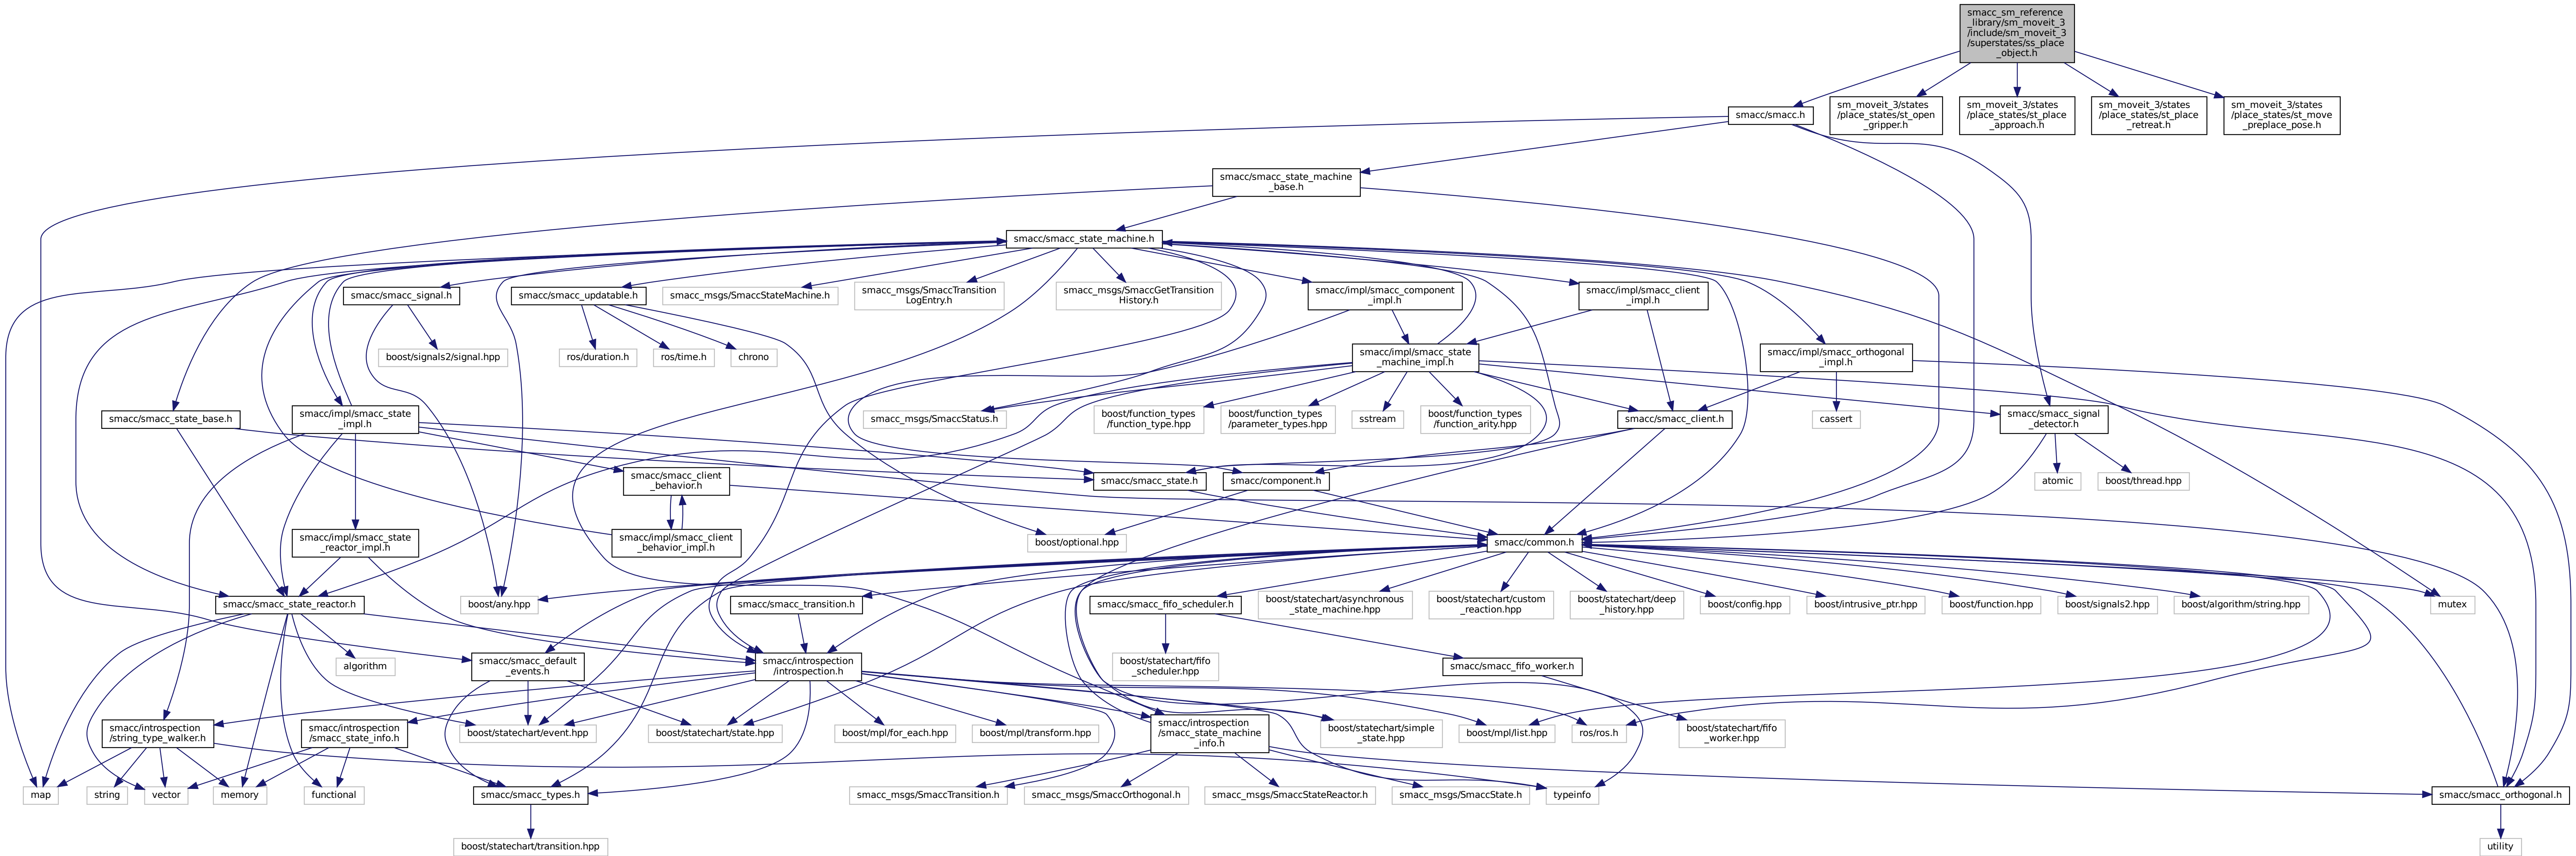 smacc_sm_reference
_library/sm_moveit_3
/include/sm_moveit_3
/superstates/ss_place
_object.h
smacc/smacc.h
sm_moveit_3/states
/place_states/st_open
_gripper.h
sm_moveit_3/states
/place_states/st_place
_approach.h
sm_moveit_3/states
/place_states/st_place
_retreat.h
sm_moveit_3/states
/place_states/st_move
_preplace_pose.h
smacc/smacc_state_machine
_base.h
smacc/smacc_state_machine.h
smacc/smacc_signal.h
smacc/smacc_updatable.h
smacc_msgs/SmaccStateMachine.h
smacc_msgs/SmaccTransition
LogEntry.h
smacc_msgs/SmaccGetTransition
History.h
smacc/impl/smacc_component
_impl.h
smacc/impl/smacc_client
_impl.h
boost/signals2/signal.hpp
ros/duration.h
ros/time.h
chrono
smacc/impl/smacc_state
_machine_impl.h
smacc/impl/smacc_orthogonal
_impl.h
smacc/smacc_state_base.h
smacc/impl/smacc_state
_impl.h
smacc_msgs/SmaccStatus.h
boost/function_types
/function_type.hpp
boost/function_types
/parameter_types.hpp
sstream
boost/function_types
/function_arity.hpp
smacc/smacc_client.h
cassert
smacc/smacc_signal
_detector.h
smacc/smacc_client
_behavior.h
smacc/smacc_state.h
smacc/component.h
atomic
boost/thread.hpp
smacc/impl/smacc_state
_reactor_impl.h
smacc/impl/smacc_client
_behavior_impl.h
boost/optional.hpp
smacc/common.h
smacc/smacc_state_reactor.h
boost/any.hpp
smacc/smacc_transition.h
smacc/smacc_fifo_scheduler.h
boost/statechart/asynchronous
_state_machine.hpp
boost/statechart/custom
_reaction.hpp
boost/statechart/deep
_history.hpp
boost/config.hpp
boost/intrusive_ptr.hpp
boost/function.hpp
boost/signals2.hpp
boost/algorithm/string.hpp
mutex
algorithm
smacc/smacc_default
_events.h
smacc/introspection
/introspection.h
boost/statechart/fifo
_scheduler.hpp
smacc/smacc_fifo_worker.h
smacc/introspection
/string_type_walker.h
smacc/introspection
/smacc_state_info.h
boost/statechart/event.hpp
boost/statechart/state.hpp
boost/mpl/for_each.hpp
boost/mpl/transform.hpp
smacc/introspection
/smacc_state_machine
_info.h
boost/statechart/simple
_state.hpp
boost/mpl/list.hpp
ros/ros.h
boost/statechart/fifo
_worker.hpp
map
string
vector
memory
functional
smacc/smacc_types.h
smacc_msgs/SmaccTransition.h
smacc_msgs/SmaccOrthogonal.h
smacc_msgs/SmaccStateReactor.h
smacc_msgs/SmaccState.h
typeinfo
smacc/smacc_orthogonal.h
boost/statechart/transition.hpp
utility